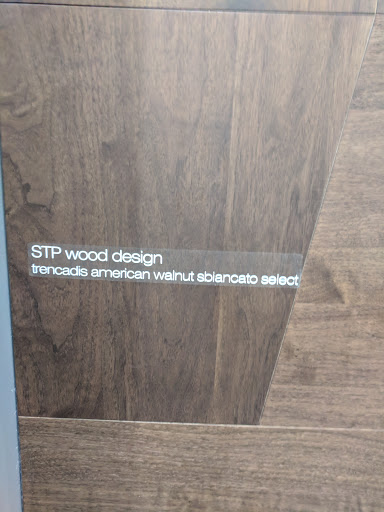 STP wood design
trencadis american walnut sbiancato select